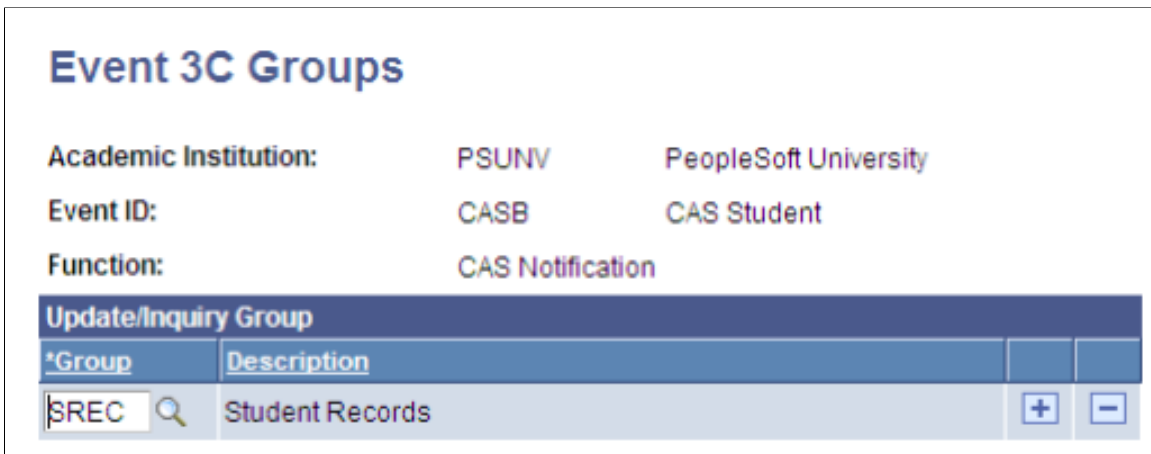 Event 3C Groups
Academic Institution: PSUNV PeopleSoft University
Event ID: CASB CAS Student
Function: CAS Notification
Update/Inquiry Group
*Group Description
SREC Student Records